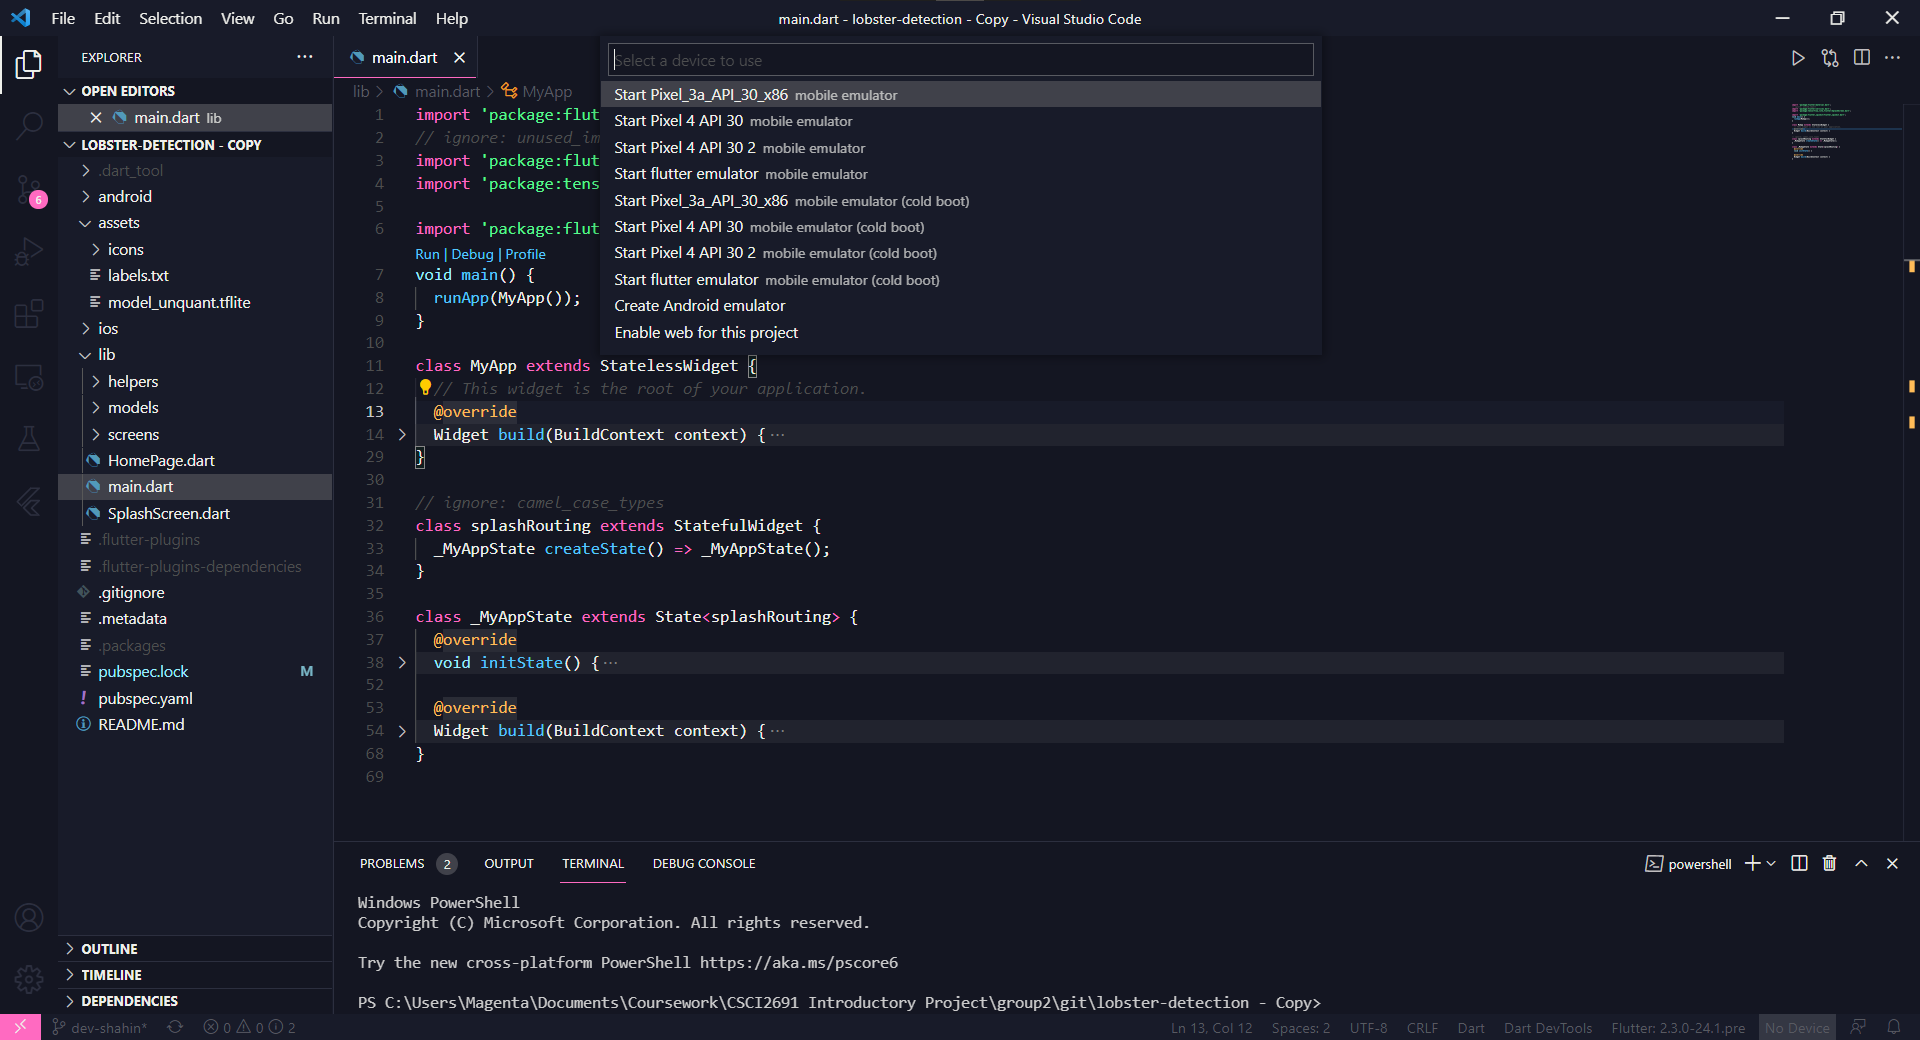 File Edit Selection View Go Run Terminal Help
main.dart - lobster-detection - Copy - Visual Studio Code
EXPLORER
OPEN EDITORS
main.dart lib
LOBSTER-DETECTION - COPY
.dart_tool
android
assets
icons
labels.txt
model_unquant.tflite
ios
lib
helpers
models
screens
HomePage.dart
main.dart
SplashScreen.dart
.flutter-plugins
.flutter-plugins-dependencies
.gitignore
.metadata
.packages
pubspec.lock M
pubspec.yaml
README.md
OUTLINE
TIMELINE
DEPENDENCIES
6
main.dart
lib > main.dart > MyApp
Select a device to use
Start Pixel_3a_API_30_x86 mobile emulator
Start Pixel 4 API 30 mobile emulator
Start Pixel 4 API 30 2 mobile emulator
Start flutter emulator mobile emulator
Start Pixel_3a_API_30_x86 mobile emulator (cold boot)
Start Pixel 4 API 30 mobile emulator (cold boot)
Start Pixel 4 API 30 2 mobile emulator (cold boot)
Start flutter emulator mobile emulator (cold boot)
Create Android emulator
Enable web for this project
1 import 'package:flut
2 // ignore: unused_im
3 import 'package:flut
4 import 'package:tens
5
6 import 'package:flut
Run | Debug | Profile
7 void main() {
8 runApp(MyApp());
9 }
10
11 class MyApp extends StatelessWidget {
12 // This widget is the root of your application.
13 @override
14 Widget build(BuildContext context) {···
29 }
30
31 // ignore: camel_case_types
32 class splashRouting extends StatefulWidget {
33 _MyAppState createState() => _MyAppState();
34 }
35
36 class _MyAppState extends State<splashRouting> {
37 @override
38 void initState() {···
52
53 @override
54 Widget build(BuildContext context) {···
68 }
69
PROBLEMS 2 OUTPUT TERMINAL DEBUG CONSOLE
powershell
Windows PowerShell
Copyright (C) Microsoft Corporation. All rights reserved.
Try the new cross-platform PowerShell https://aka.ms/pscore6
PS C:\Users\Magenta\Documents\Coursework\CSCI2691 Introductory Project\group2\git\lobster-detection - Copy>
dev-shahin* 0 0 2
Ln 13, Col 12 Spaces: 2 UTF-8 CRLF Dart Dart DevTools Flutter: 2.3.0-24.1.pre No Device